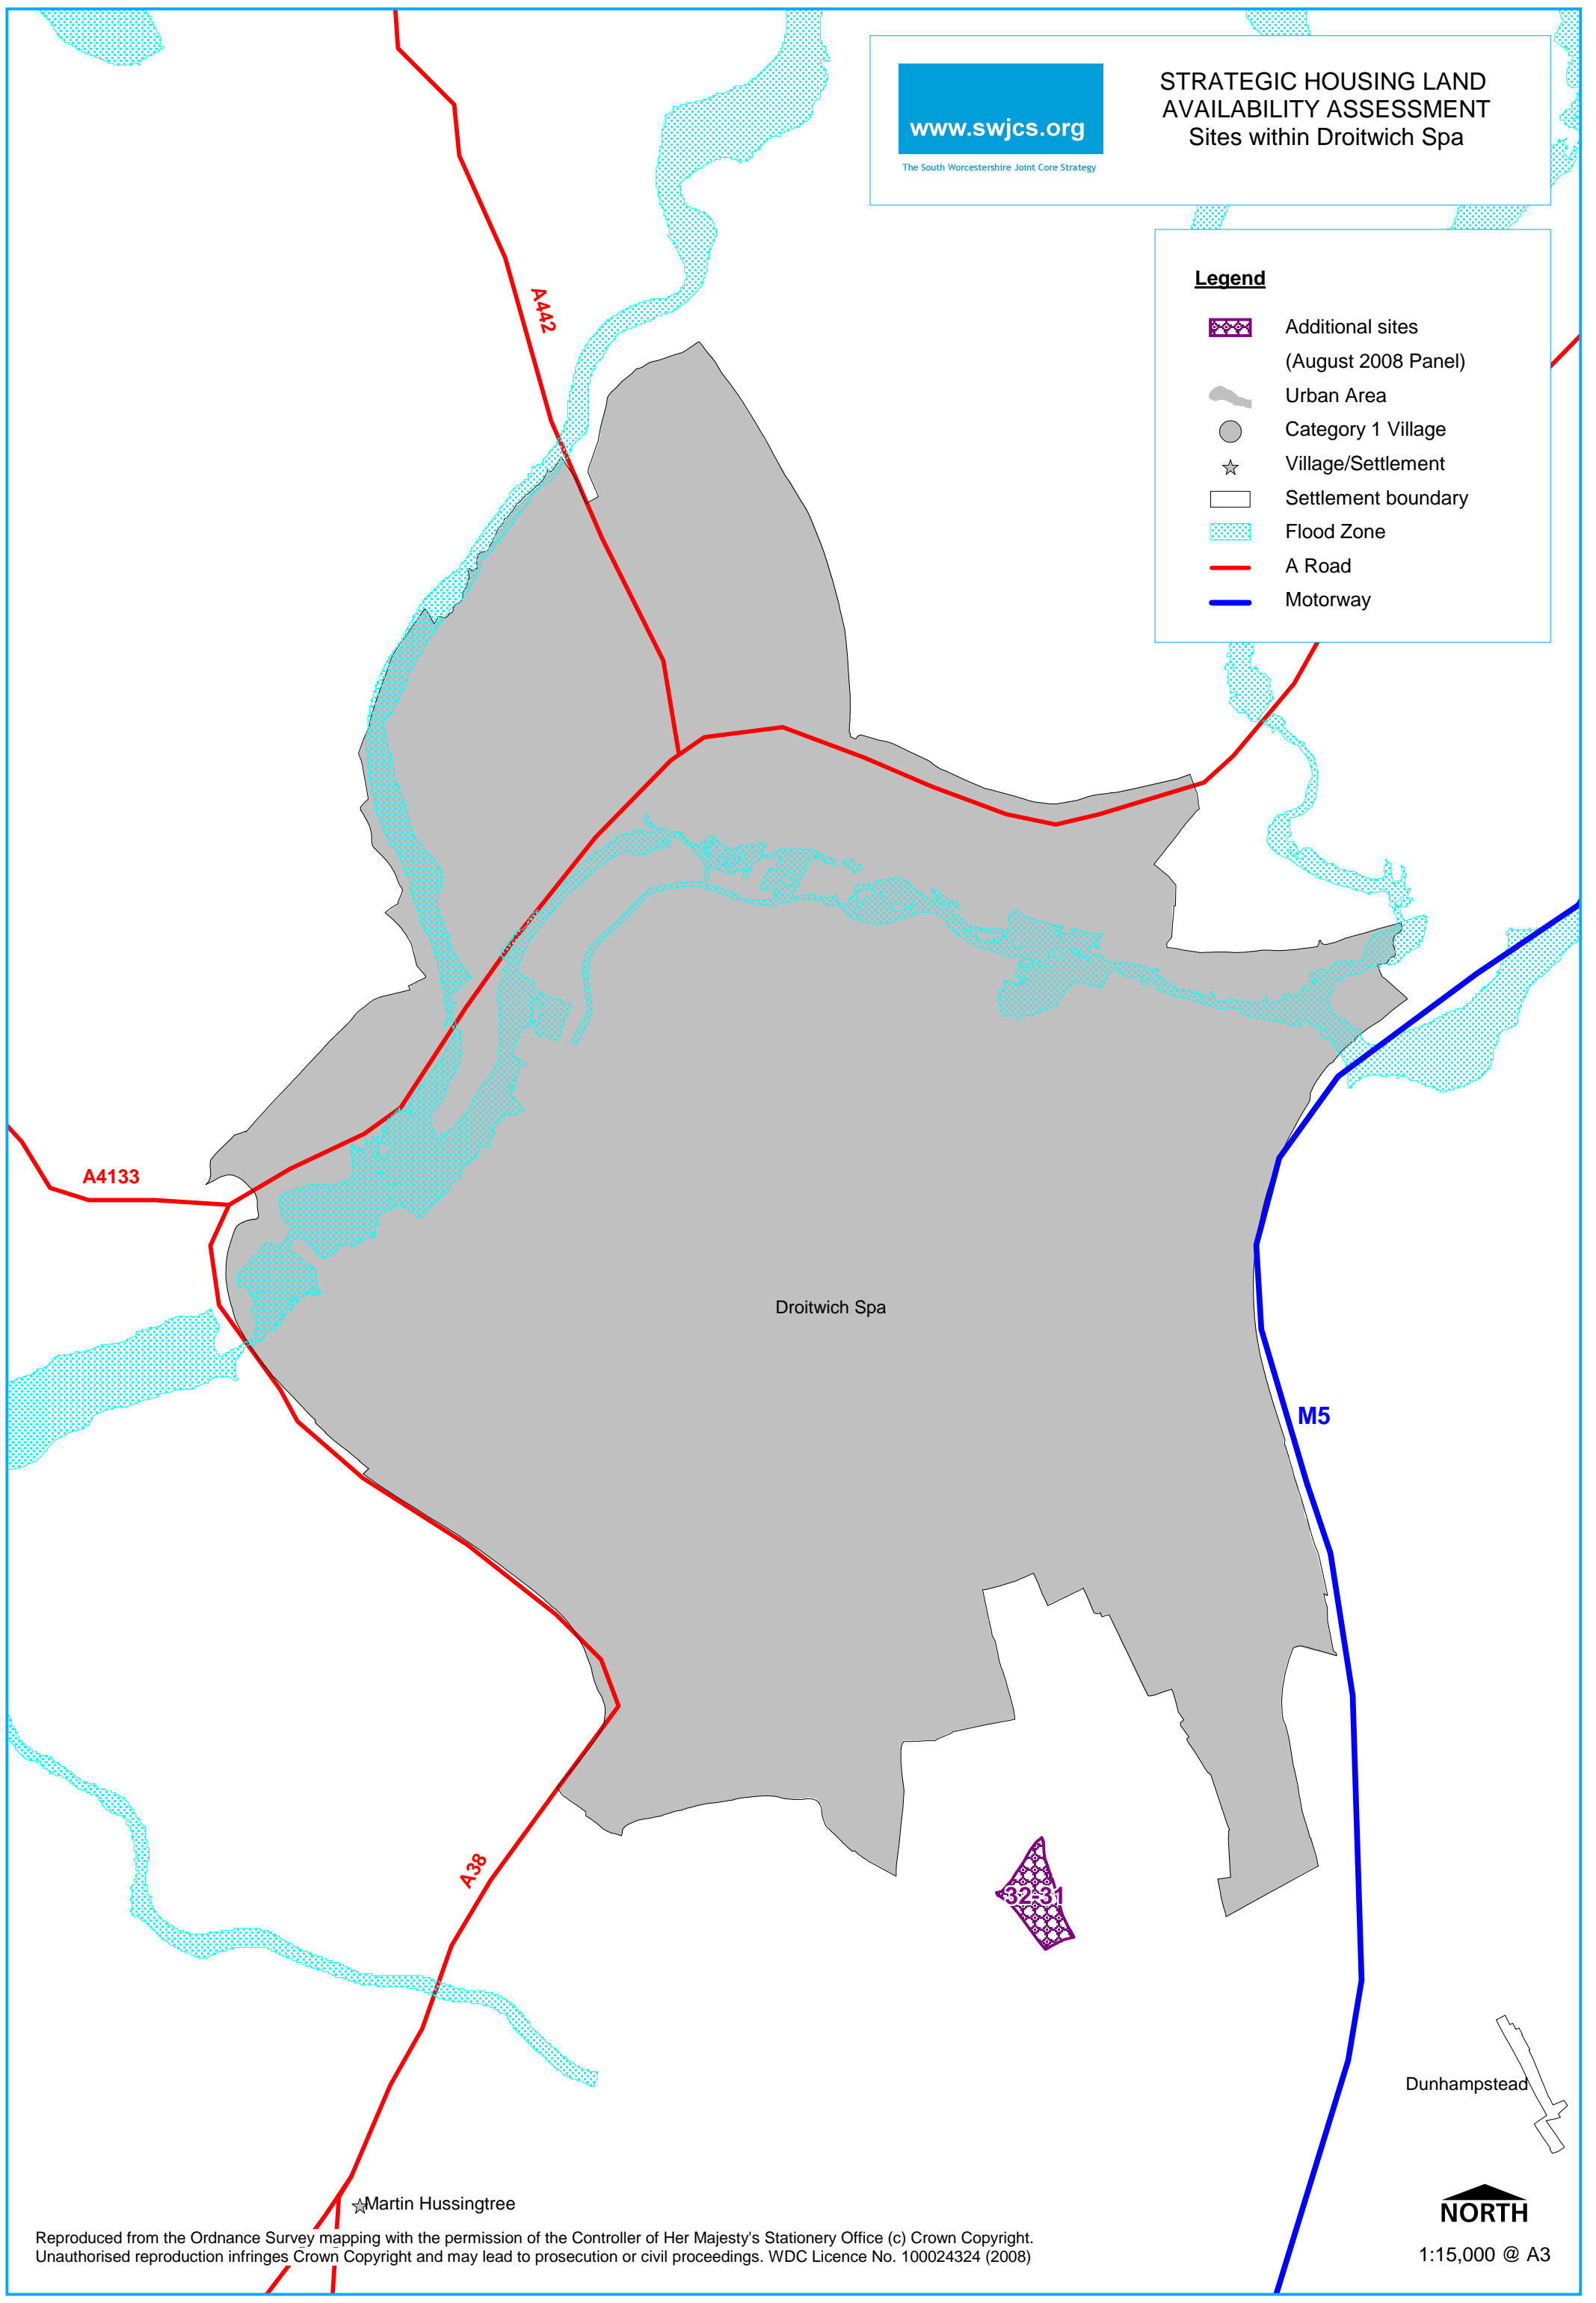 www.swjcs.org
The South Worcestershire Joint Core Strategy
STRATEGIC HOUSING LAND
AVAILABILITY ASSESSMENT
Sites within Droitwich Spa
Legend
Additional sites
(August 2008 Panel)
Urban Area
Category 1 Village
Village/Settlement
Settlement boundary
Flood Zone
A Road
Motorway
A442
A4133
Droitwich Spa
M5
A38
32-31
Dunhampstead
Martin Hussingtree
NORTH
1:15,000 @ A3
Reproduced from the Ordnance Survey mapping with the permission of the Controller of Her Majesty's Stationery Office (c) Crown Copyright.
Unauthorised reproduction infringes Crown Copyright and may lead to prosecution or civil proceedings. WDC Licence No. 100024324 (2008)